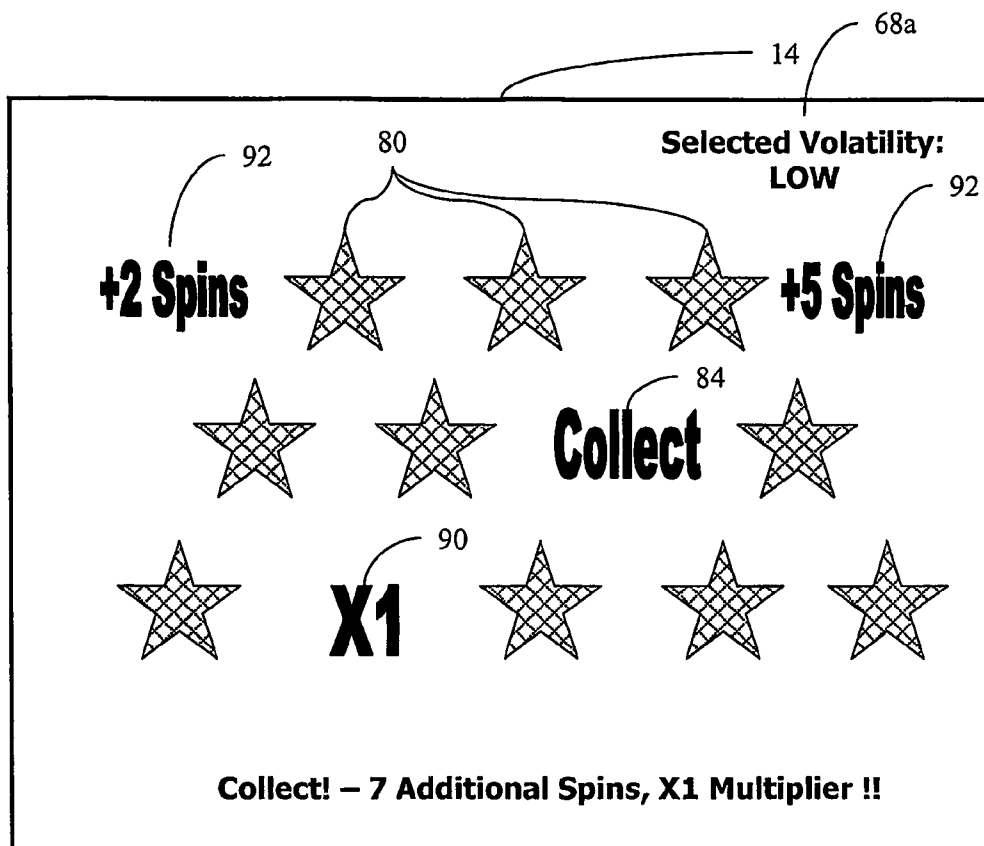 68a
14
Selected Volatility:
LOW
92
80
92
+2 Spins
+5 Spins
84
Collect
90
X1
Collect! – 7 Additional Spins, X1 Multiplier !!